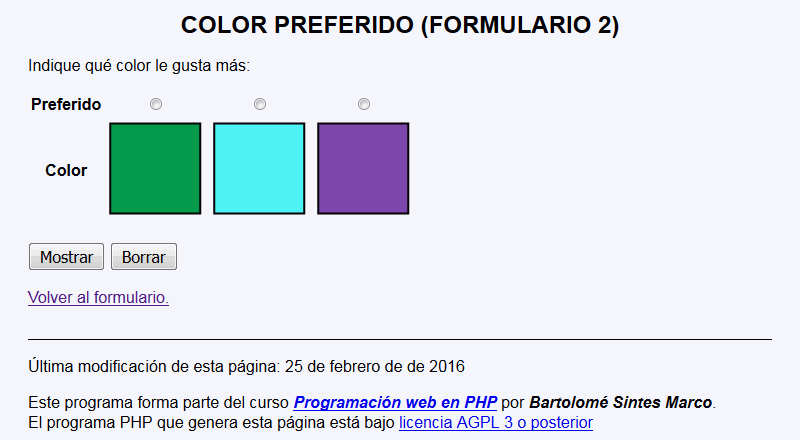 COLOR PREFERIDO (FORMULARIO 2)
Indique qué color le gusta más:
Preferido
Color
Mostrar Borrar
Volver al formulario.
Última modificación de esta página: 25 de febrero de de 2016
Este programa forma parte del curso Programación web en PHP por Bartolomé Sintes Marco.
El programa PHP que genera esta página está bajo licencia AGPL 3 o posterior